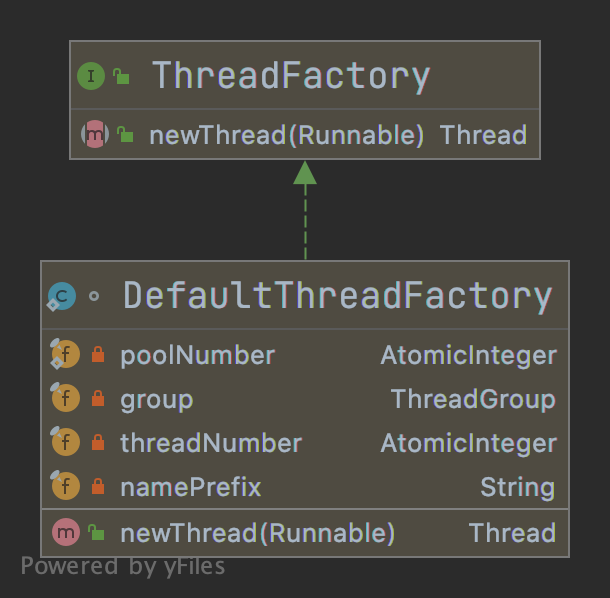 I ThreadFactory
m newThread(Runnable) Thread
C DefaultThreadFactory
f poolNumber AtomicInteger
f group ThreadGroup
f threadNumber AtomicInteger
f namePrefix String
m newThread(Runnable) Thread
Powered by yFiles